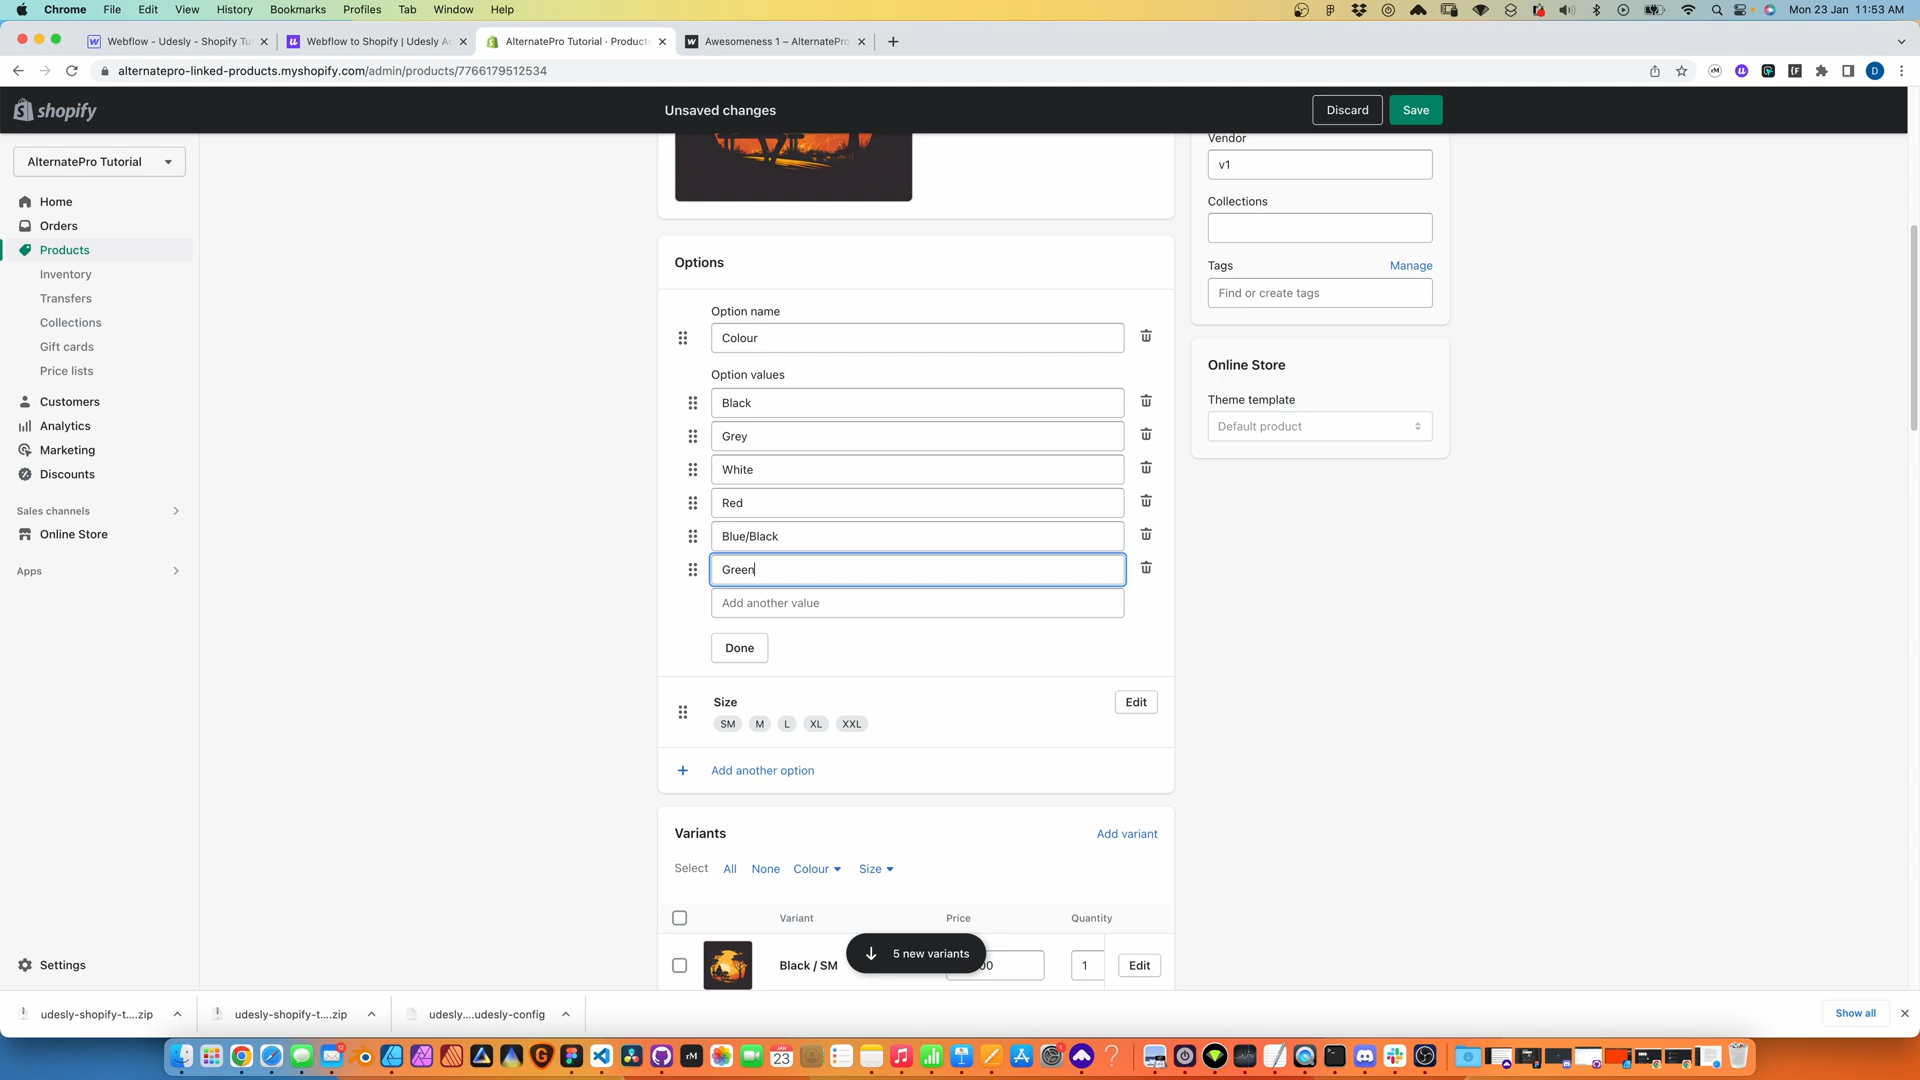 Chrome File Edit View History Bookmarks Profiles Tab Window Help Mon 23 Jan 11:53 AM
Webflow - Udesly - Shopify Tu Webflow to Shopify | Udesly A AlternatePro Tutorial · Products Awesomeness 1 – AlternatePro
alternatepro-linked-products.myshopify.com/admin/products/7766179512534
shopify Unsaved changes Discard Save
AlternatePro Tutorial
Home
Orders
Products
Inventory
Transfers
Collections
Gift cards
Price lists
Customers
Analytics
Marketing
Discounts
Sales channels
Online Store
Apps
Settings
Options
Option name
Colour
Option values
Black
Grey
White
Red
Blue/Black
Green
Add another value
Done
Size
Edit
SM M L XL XXL
Add another option
Variants Add variant
Select All None Colour Size
Variant Price Quantity
Black / SM 00 1 Edit
5 new variants
Vendor
v1
Collections
Tags Manage
Find or create tags
Online Store
Theme template
Default product
udesly-shopify-t....zip udesly-shopify-t....zip udesly....udesly-config Show all